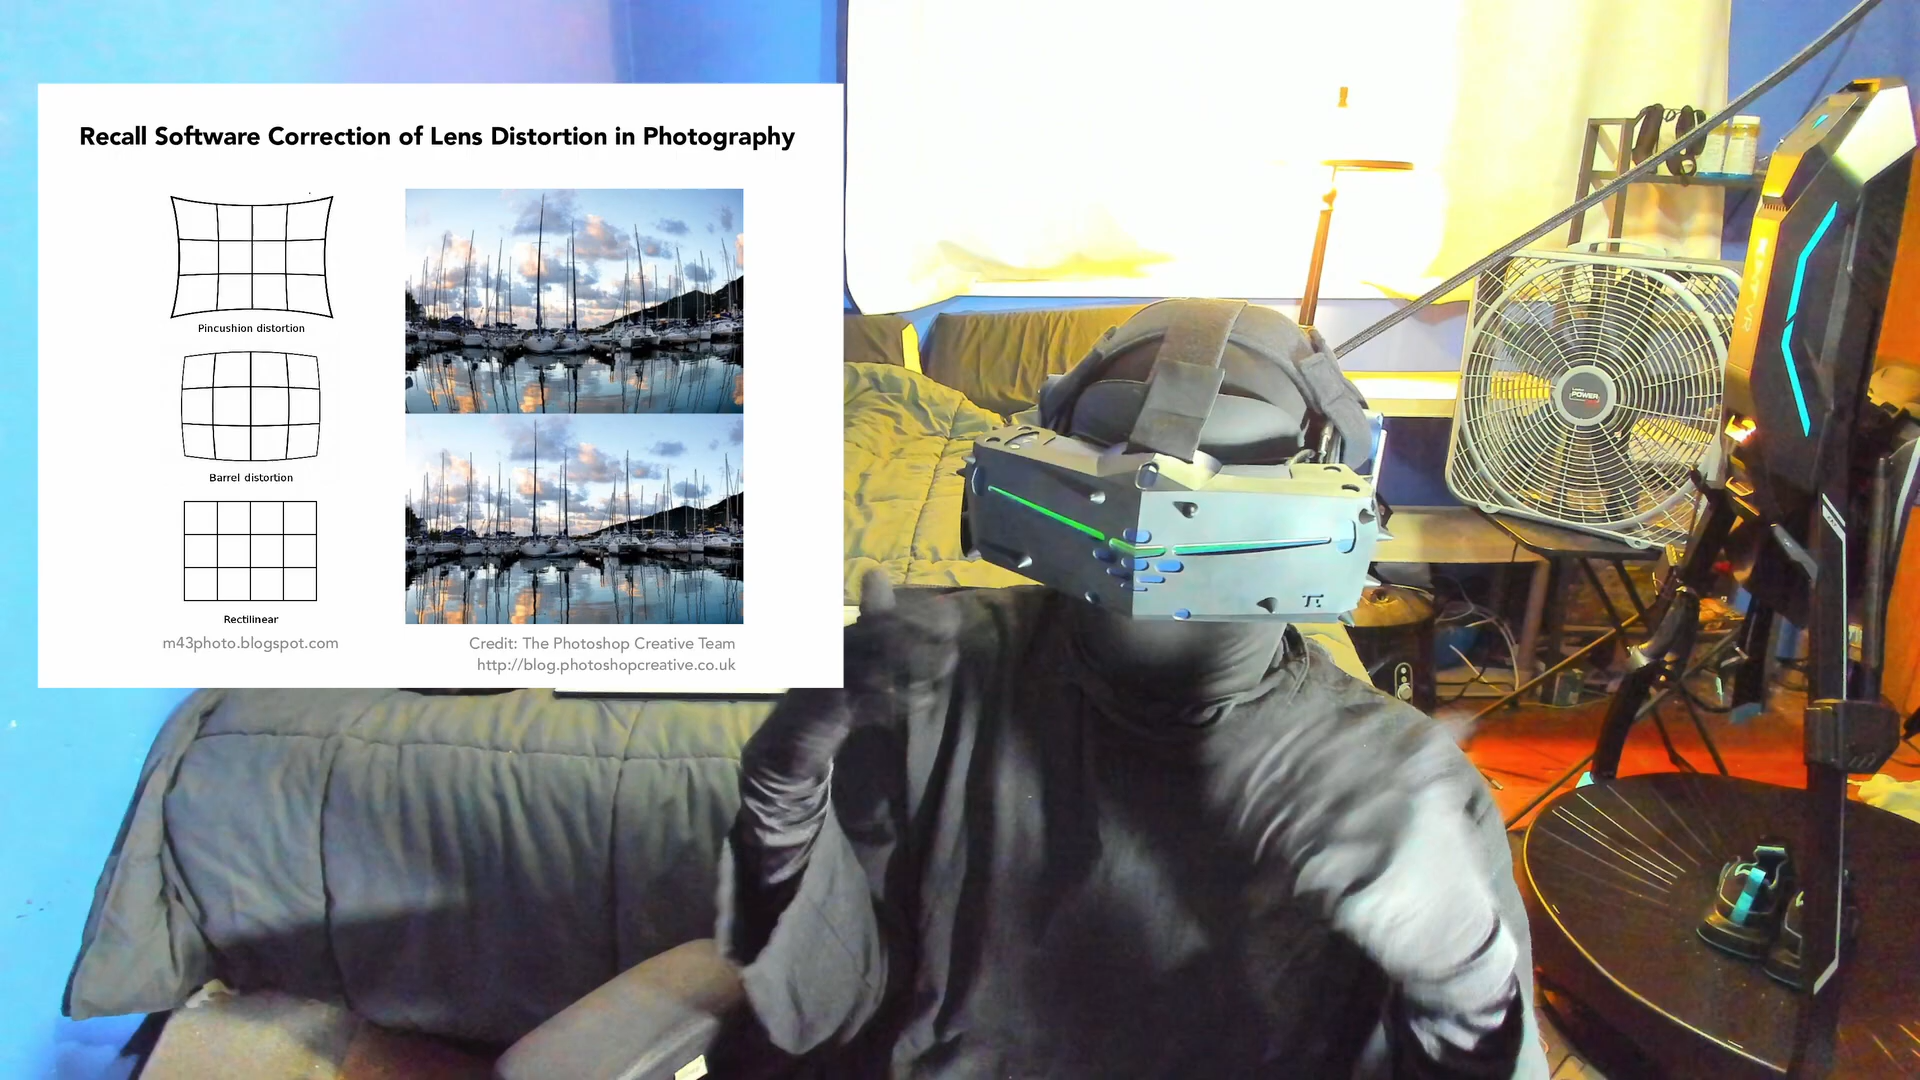 Recall Software Correction of Lens Distortion in Photography
Pincushion distortion
Barrel distortion
Rectilinear
m43photo.blogspot.com
Credit: The Photoshop Creative Team
http://blog.photoshopcreative.co.uk
POWER
π